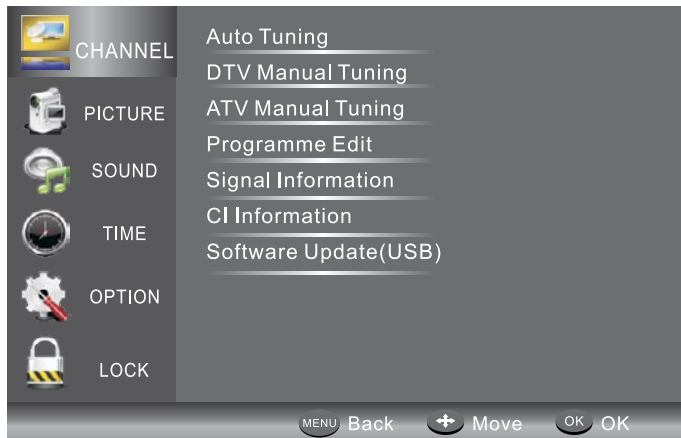 CHANNEL
PICTURE
SOUND
TIME
OPTION
LOCK
Auto Tuning
DTV Manual Tuning
ATV Manual Tuning
Programme Edit
Signal Information
CI Information
Software Update(USB)
MENU Back OK OK
Move